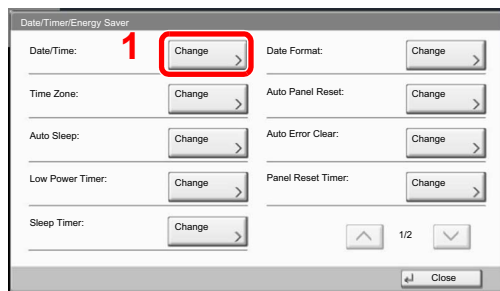 Date/Timer/Energy Saver
1
Date/Time: Change Date Format: Change
Time Zone: Change Auto Panel Reset: Change
Auto Sleep: Change Auto Error Clear: Change
Low Power Timer: Change Panel Reset Timer: Change
Sleep Timer: Change 1/2
Close